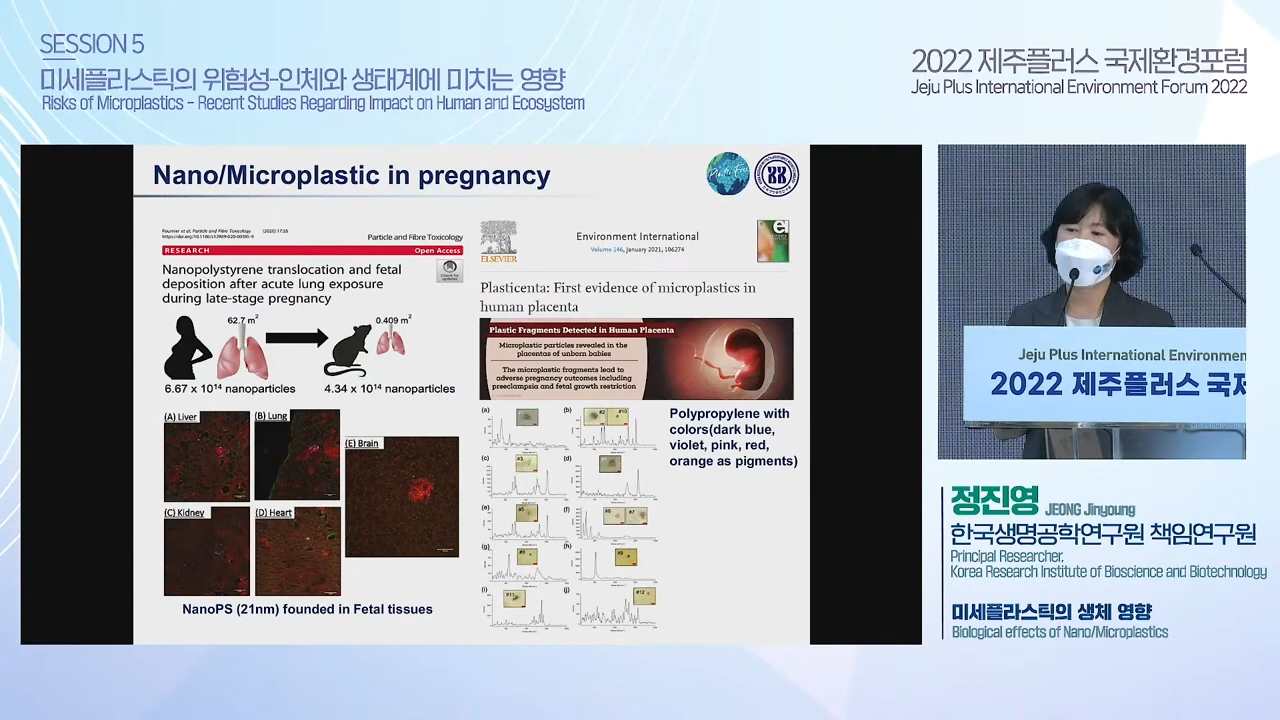 SESSION 5
미세플라스틱의 위험성-인체와 생태계에 미치는 영향
Risks of Microplastics - Recent Studies Regarding Impact on Human and Ecosystem
2022 제주플러스 국제환경포럼
Jeju Plus International Environment Forum 2022
Nano/Microplastic in pregnancy
Fournier et al. Particle and Fibre Toxicology (2020) 17:55
Particle and Fibre Toxicology
RESEARCH
Open Access
Nanopolystyrene translocation and fetal
deposition after acute lung exposure
during late-stage pregnancy
Check for
updates
62.7 m²
0.409 m²
6.67 x 10¹⁴ nanoparticles
4.34 x 10¹⁴ nanoparticles
(A) Liver
(B) Lung
(E) Brain
(C) Kidney
(D) Heart
NanoPS (21nm) founded in Fetal tissues
ELSEVIER
Environment International
Volume 146, January 2021, 106274
Plasticenta: First evidence of microplastics in
human placenta
Plastic Fragments Detected in Human Placenta
Microplastic particles revealed in the
placentas of unborn babies
The microplastic fragments lead to
adverse pregnancy outcomes including
preeclampsia and fetal growth restriction
(a)
(b)
#2
#10
(c)
#3
(d)
(e)
#5
(f)
#6
#7
(g)
#8
(h)
#9
(i)
#11
(j)
#12
Polypropylene with
colors(dark blue,
violet, pink, red,
orange as pigments)
Jeju Plus International Environmen
2022 제주플러스 국제
정진영 JEONG Jinyoung
한국생명공학연구원 책임연구원
Principal Researcher,
Korea Research Institute of Bioscience and Biotechnology
미세플라스틱의 생체 영향
Biological effects of Nano/Microplastics